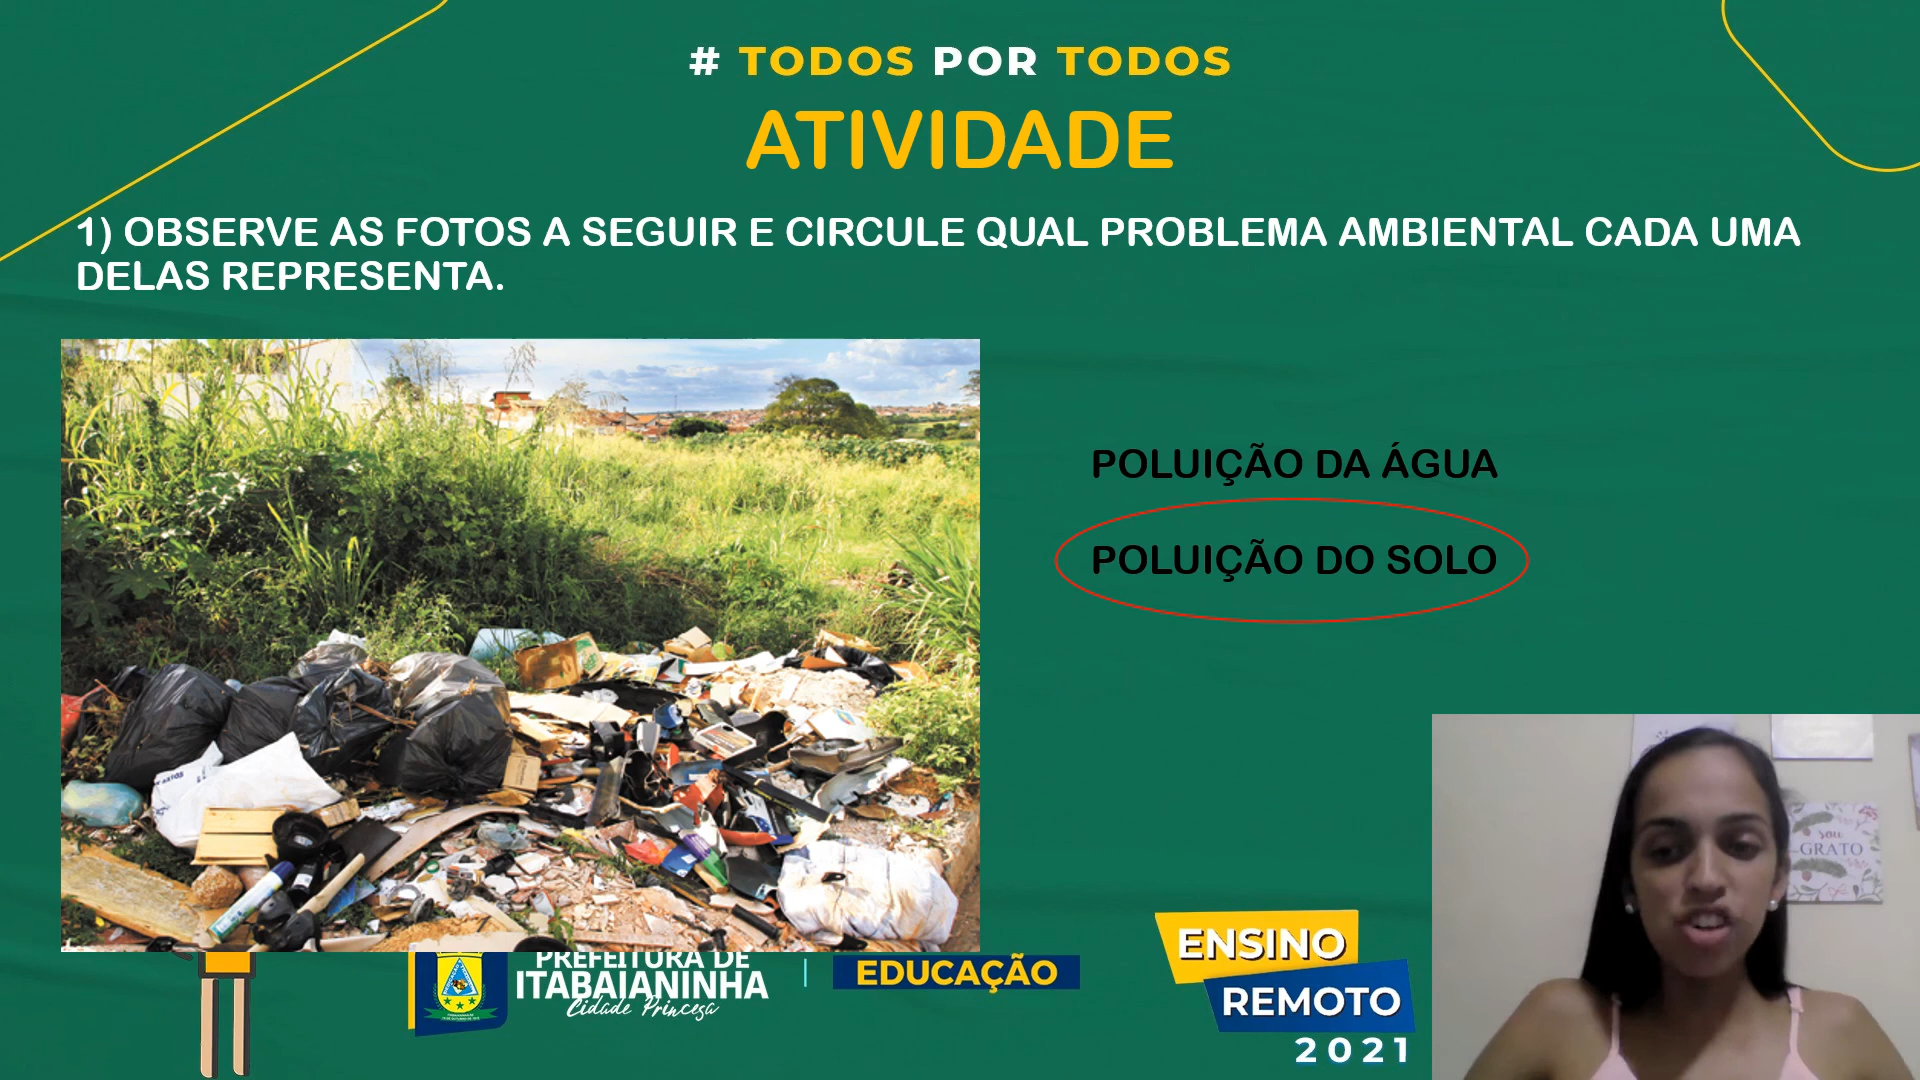 # TODOS POR TODOS
ATIVIDADE
1) OBSERVE AS FOTOS A SEGUIR E CIRCULE QUAL PROBLEMA AMBIENTAL CADA UMA
DELAS REPRESENTA.
POLUIÇÃO DA ÁGUA
POLUIÇÃO DO SOLO
SOU
GRATO
PREFEITURA DE
ITABAIANINHA
Cidade Princesa
EDUCAÇÃO
ENSINO
REMOTO
2021